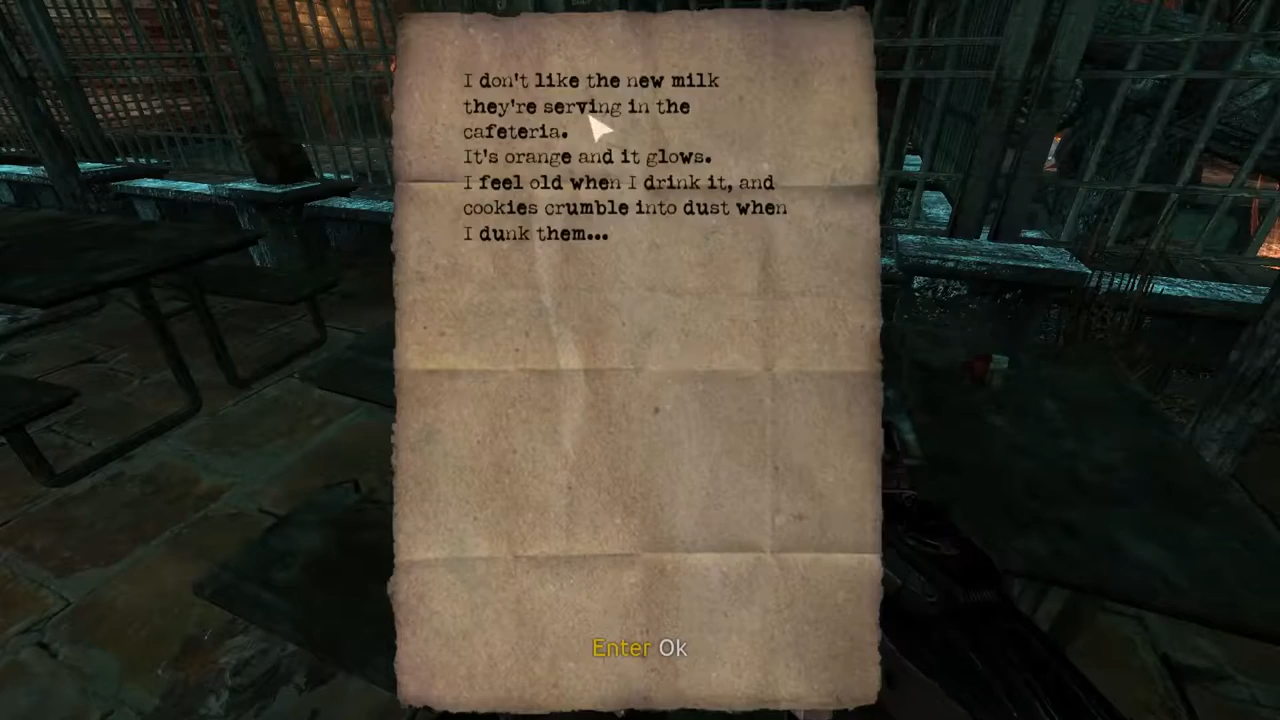 I don't like the new milk
they're serving in the
cafeteria.
It's orange and it glows.
I feel old when I drink it, and
cookies crumble into dust when
I dunk them...
Enter Ok